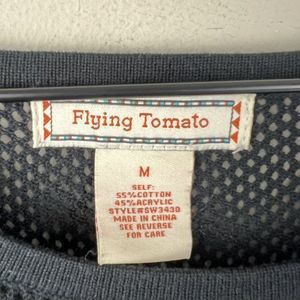 Flying Tomato
M
SELF:
55%COTTON
45%ACRYLIC
STYLE#SW3430
MADE IN CHINA
SEE REVERSE
FOR CARE